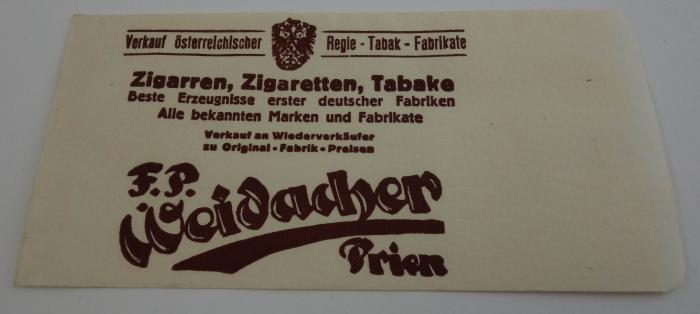 Verkauf österreichischer Regie - Tabak - Fabrikate
Zigarren, Zigaretten, Tabake
Beste Erzeugnisse erster deutscher Fabriken
Alle bekannten Marken und Fabrikate
Verkauf an Wiederverkäufer
zu Original - Fabrik - Preisen
F.P.
Weidacher
Prien